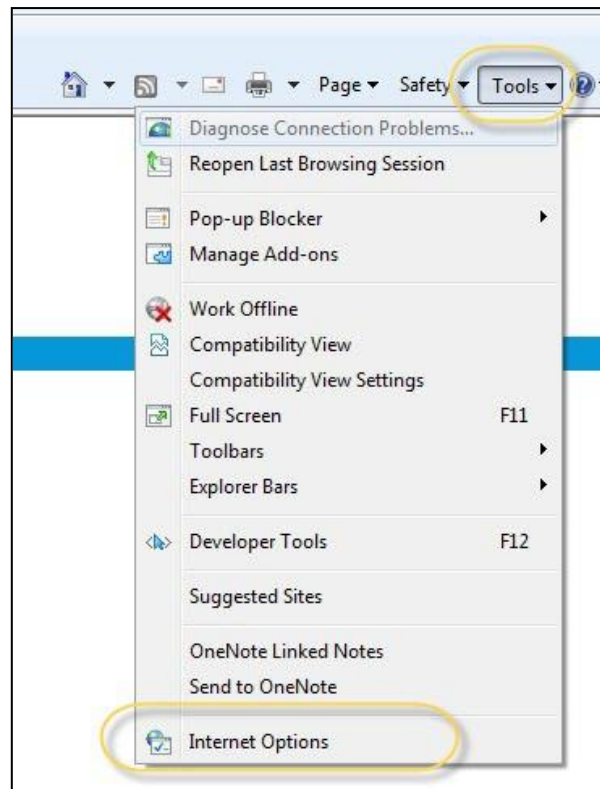 Page Safety Tools
Diagnose Connection Problems...
Reopen Last Browsing Session
Pop-up Blocker
Manage Add-ons
Work Offline
Compatibility View
Compatibility View Settings
Full Screen F11
Toolbars
Explorer Bars
Developer Tools F12
Suggested Sites
OneNote Linked Notes
Send to OneNote
Internet Options